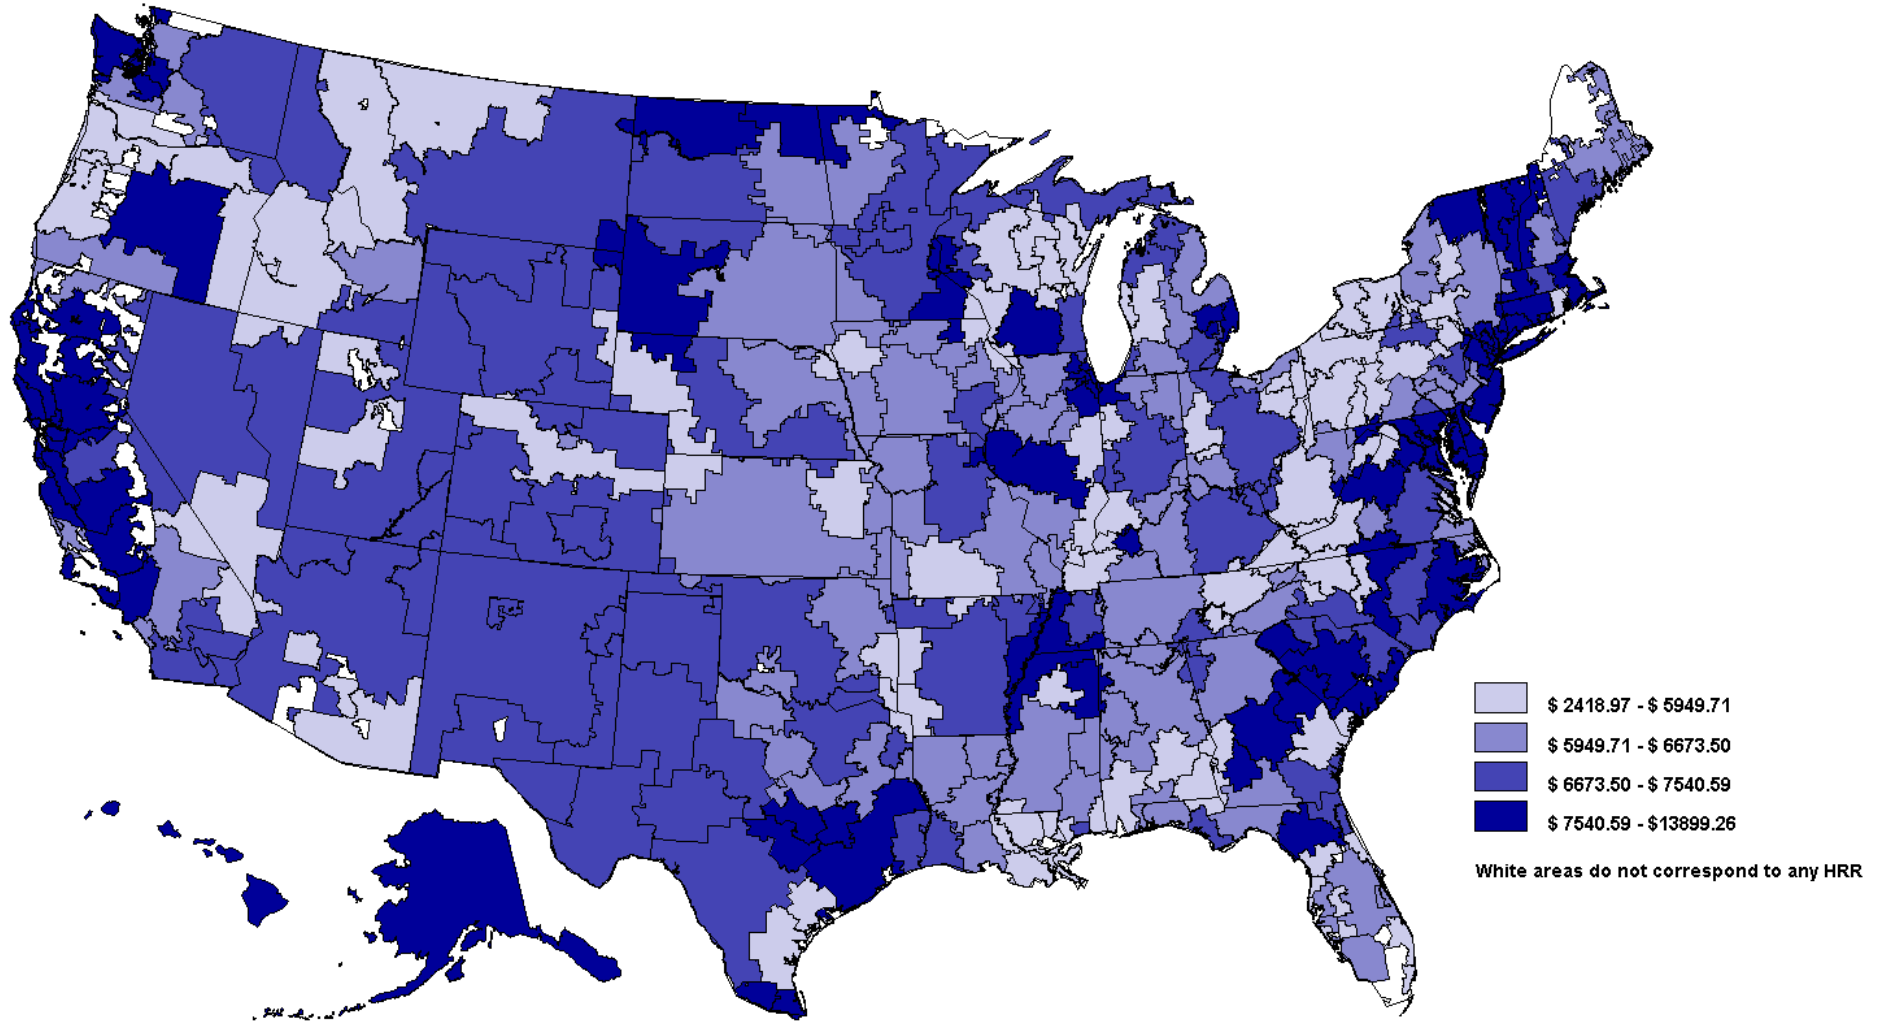 $ 2418.97 - $ 5949.71
$ 5949.71 - $ 6673.50
$ 6673.50 - $ 7540.59
$ 7540.59 - $13899.26
White areas do not correspond to any HRR